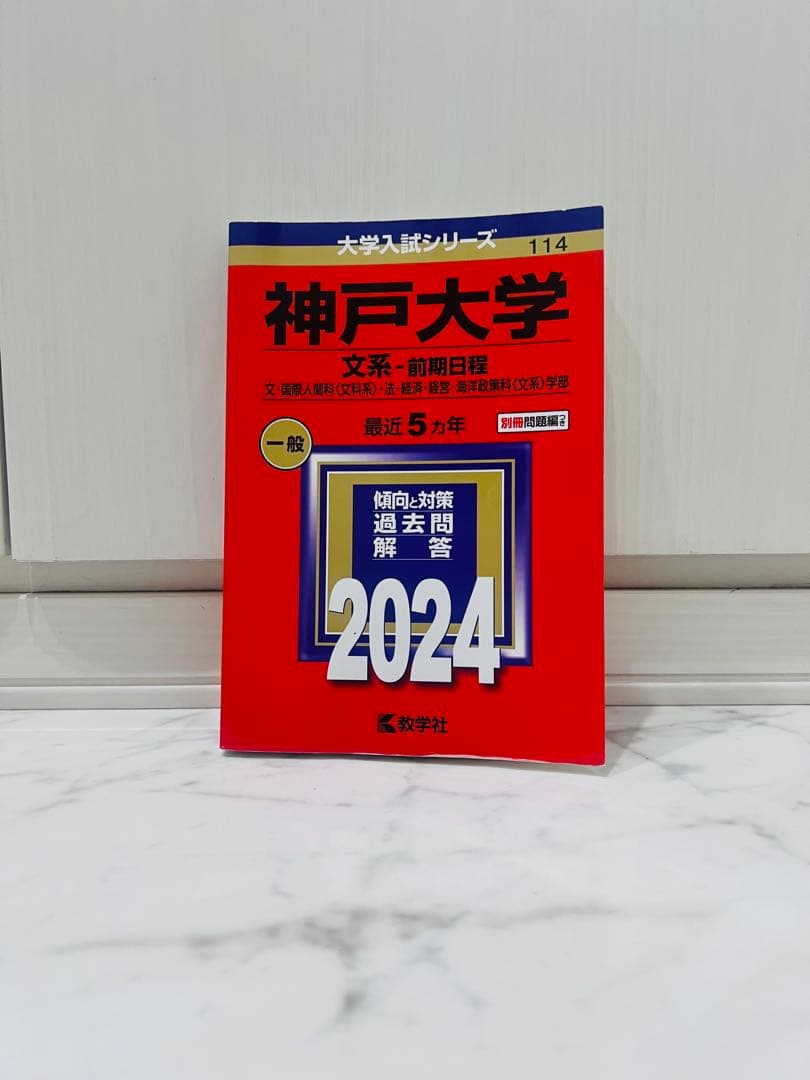 大学入試シリーズ 114
神戸大学
文系-前期日程
文・国際人間科〈文科系〉・法・経済・経営・海洋政策科〈文系〉学部
最近5カ年
別冊問題編つき
一般
傾向と対策
過去問
解答
2024
教学社